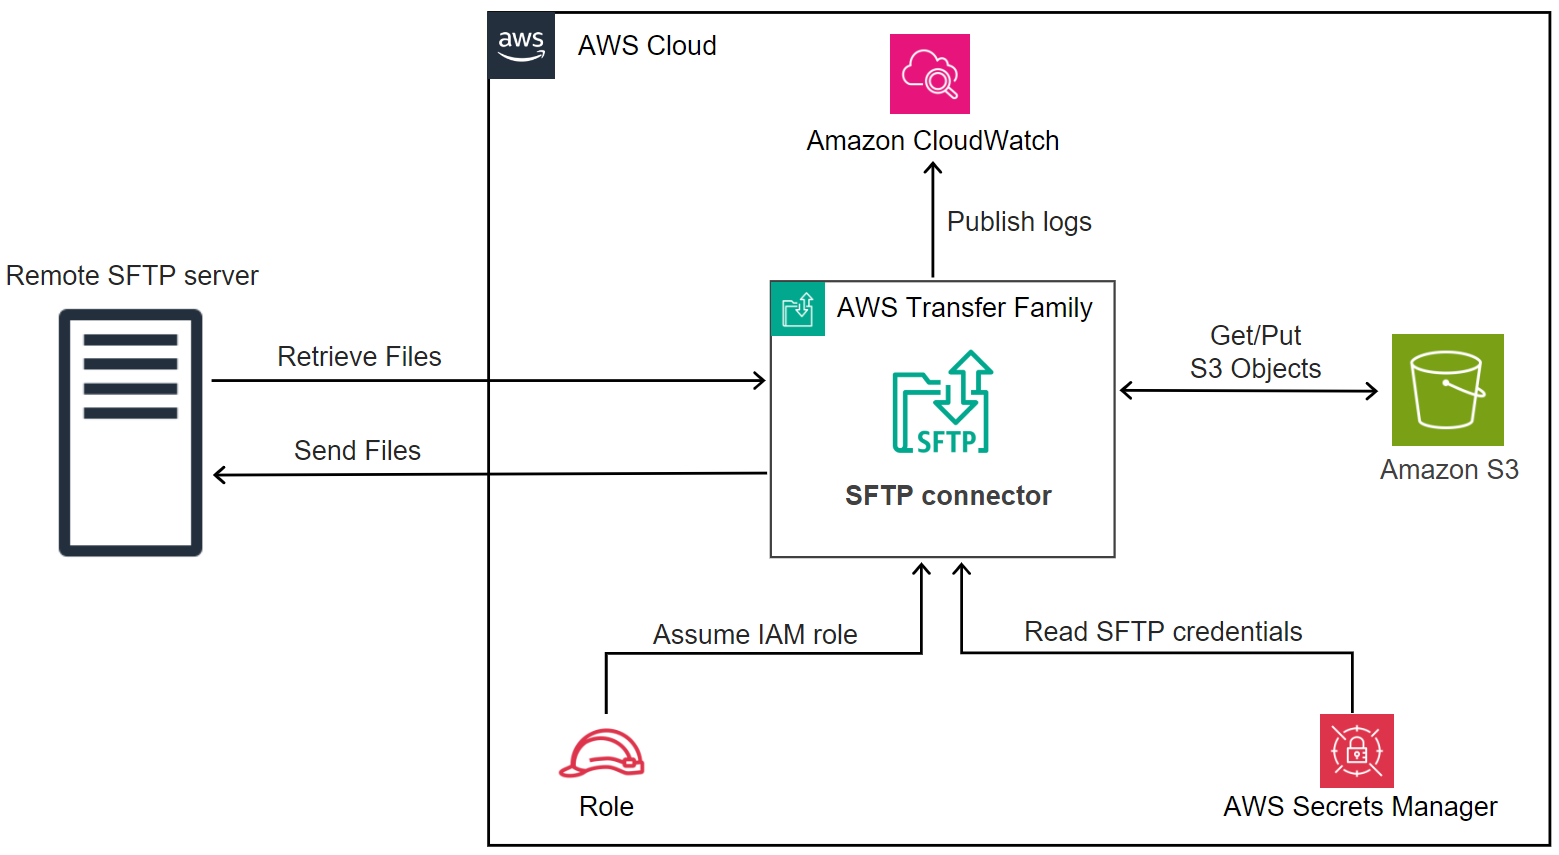 aws
AWS Cloud
Amazon CloudWatch
Publish logs
Remote SFTP server
AWS Transfer Family
Retrieve Files
Get/Put
S3 Objects
SFTP
Send Files
Amazon S3
SFTP connector
Assume IAM role
Read SFTP credentials
Role
AWS Secrets Manager